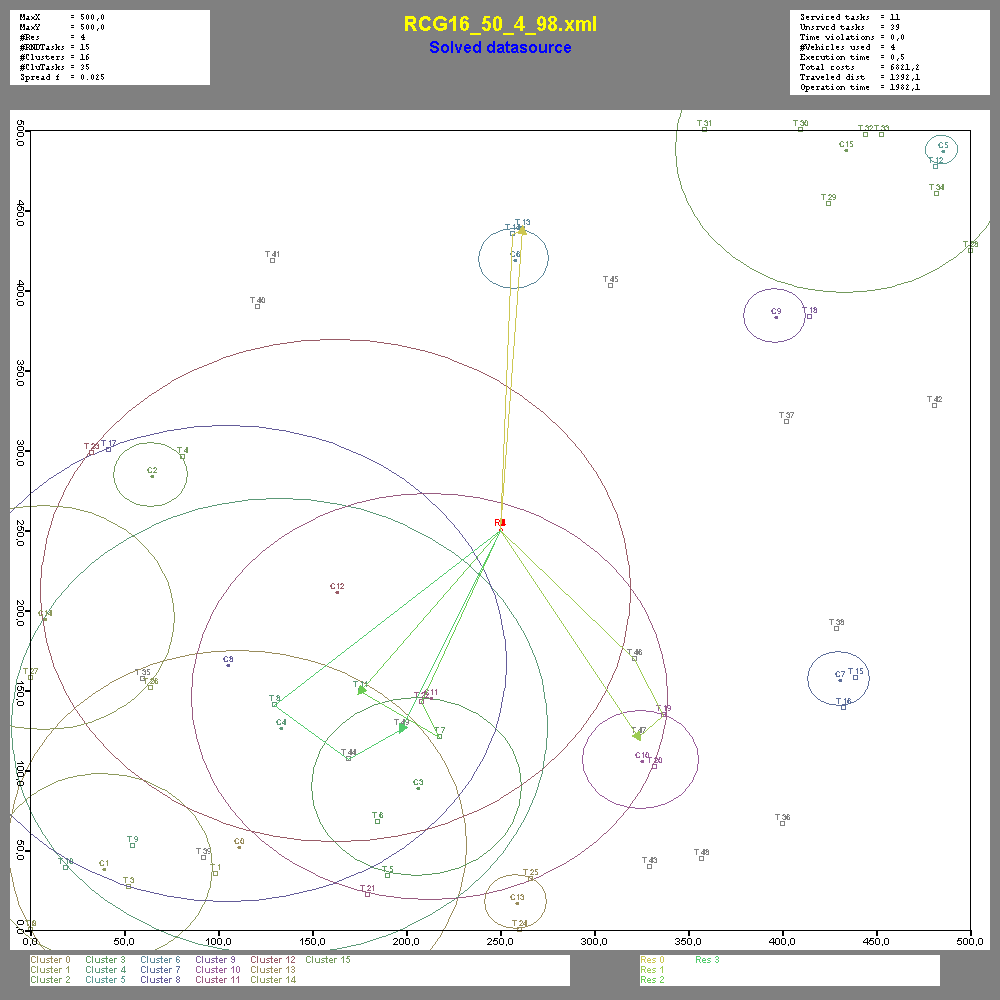 MaxX = 500,0
MaxY = 500,0
#Res = 4
#RNDTasks = 15
#Clusters = 16
#CluTasks = 35
Spread f = 0.025
RCG16_50_4_98.xml
Solved datasource
Serviced tasks = 11
Unsrvcd tasks = 39
Time violations = 0,0
#Vehicles used = 4
Execution time = 0,5
Total costs = 6821,2
Traveled dist = 1392,1
Operation time = 1982,1
500,0
450,0
400,0
350,0
300,0
250,0
200,0
150,0
100,0
50,0
0,0
T 31
T 30
T 32
T 33
C15
C5
T 12
T 34
T 29
T 28
T 13
C6
T 41
T 40
T 45
C9
T 18
T 42
T 37
T 23
T 17
T 4
C2
C12
C8
T 27
T 35
T 26
T 8
C4
T 11
C11
T 49
T 7
T 44
T 46
T 19
T 47
C10
T 20
T 38
C7
T 15
T 16
C3
T 6
T 5
T 21
T 9
T 10
C1
T 3
T 39
T 1
C0
T 25
C13
T 24
T 36
T 43
T 48
0,0 50,0 100,0 150,0 200,0 250,0 300,0 350,0 400,0 450,0 500,0
Cluster 0 Cluster 3 Cluster 6 Cluster 9 Cluster 12 Cluster 15
Cluster 1 Cluster 4 Cluster 7 Cluster 10 Cluster 13
Cluster 2 Cluster 5 Cluster 8 Cluster 11 Cluster 14
Res 0 Res 3
Res 1
Res 2